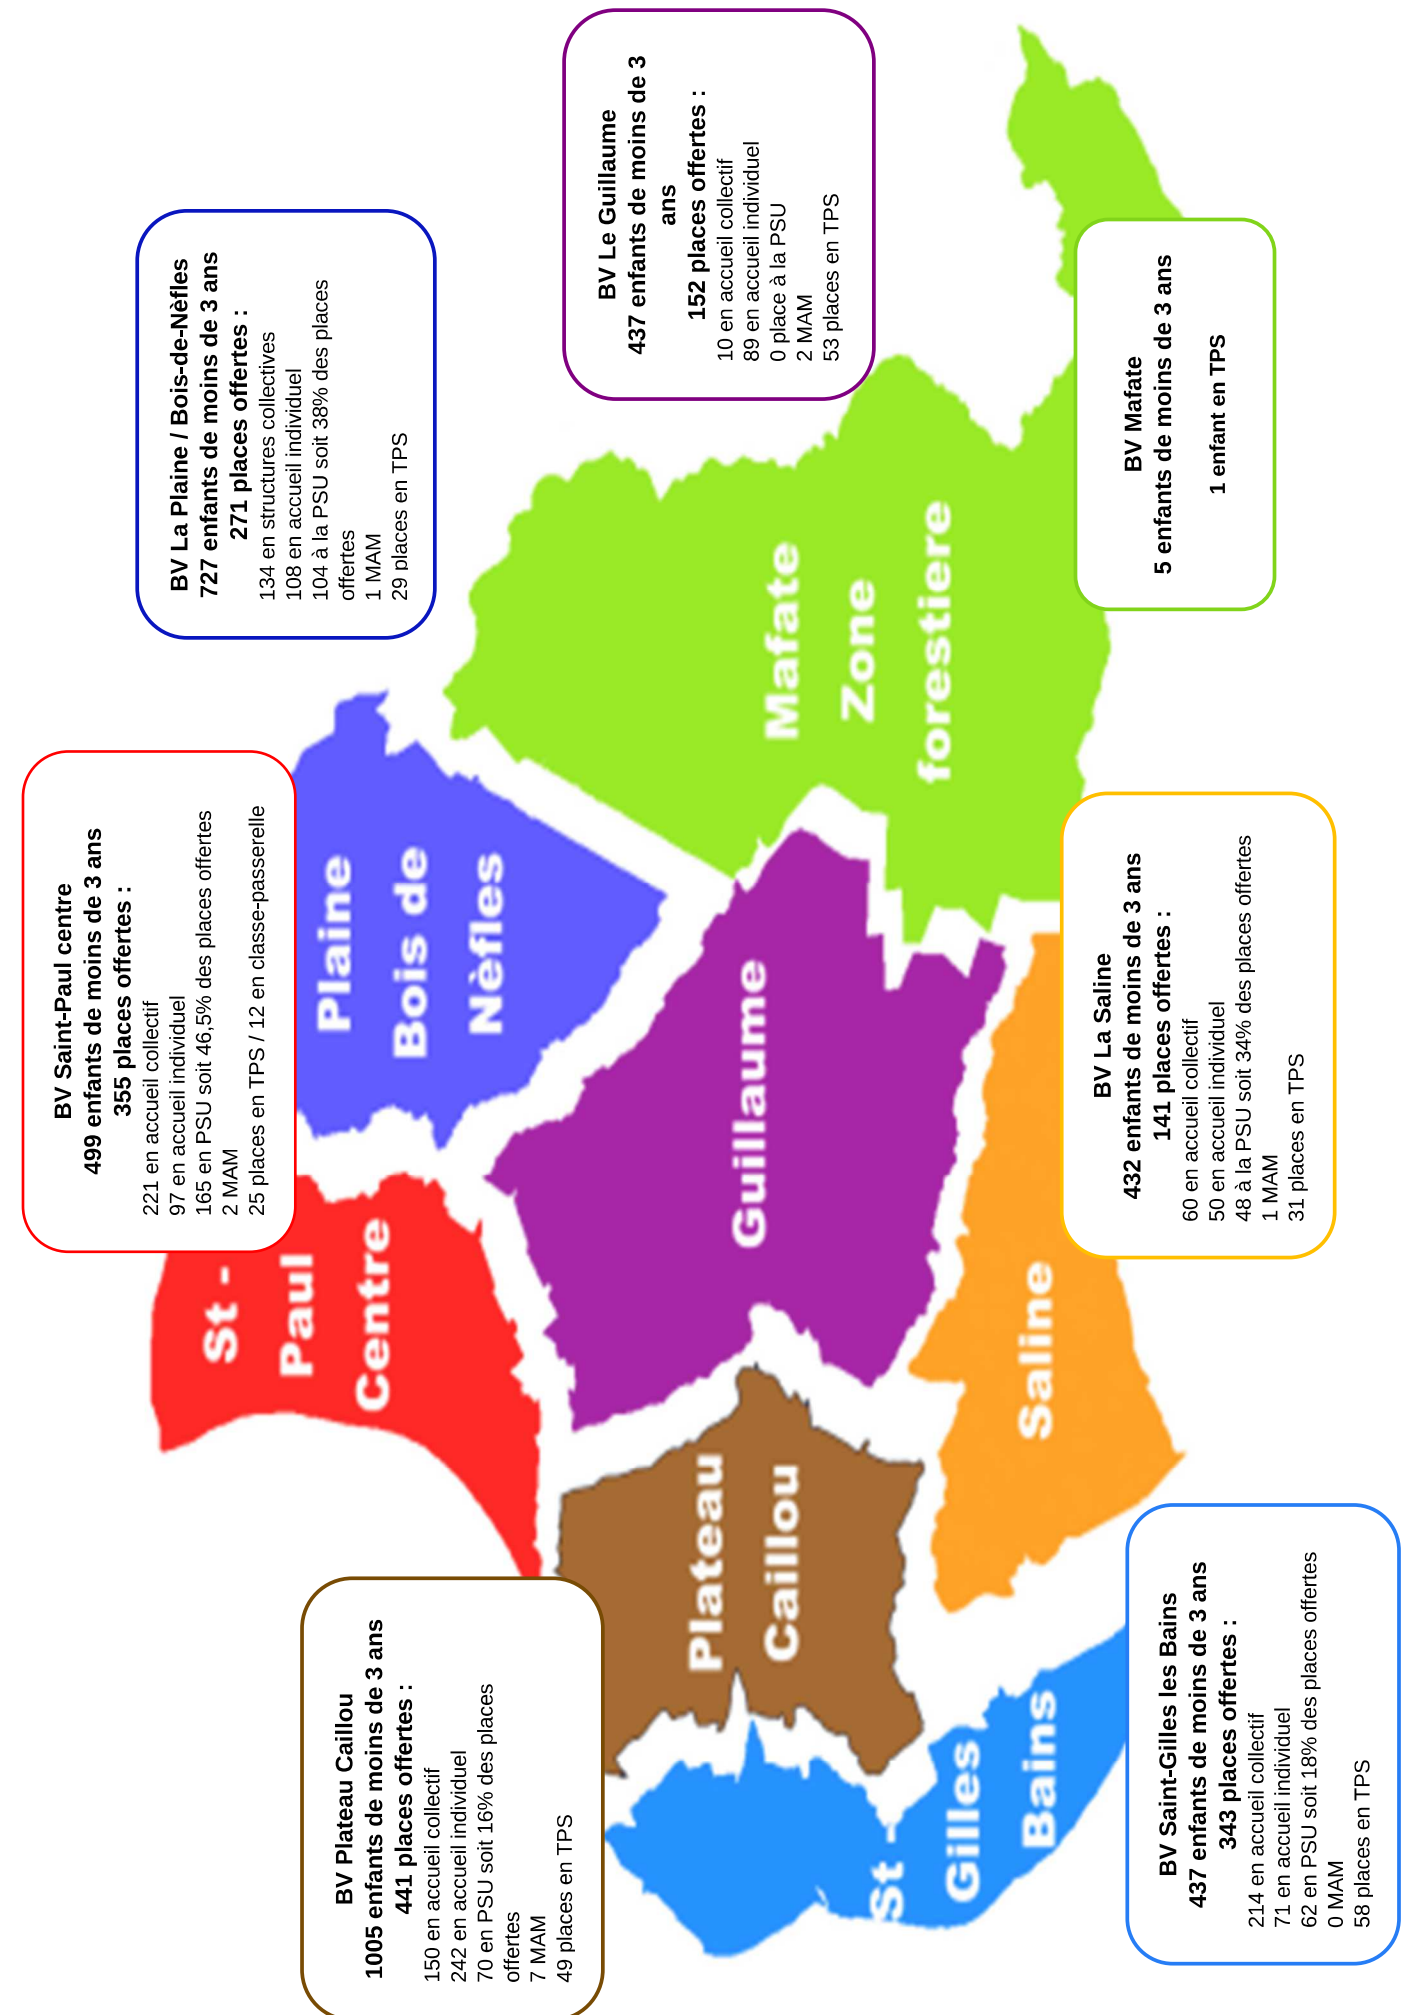 BV Saint-Paul centre
499 enfants de moins de 3 ans
355 places offertes :
221 en accueil collectif
97 en accueil individuel
165 en PSU soit 46,5% des places offertes
2 MAM
25 places en TPS / 12 en classe-passerelle
BV La Plaine / Bois-de-Nèfles
727 enfants de moins de 3 ans
271 places offertes :
134 en structures collectives
108 en accueil individuel
104 à la PSU soit 38% des places
offertes
1 MAM
29 places en TPS
BV Plateau Caillou
1005 enfants de moins de 3 ans
441 places offertes :
150 en accueil collectif
242 en accueil individuel
70 en PSU soit 16% des places
offertes
7 MAM
49 places en TPS
BV Le Guillaume
437 enfants de moins de 3
ans
152 places offertes :
10 en accueil collectif
89 en accueil individuel
0 place à la PSU
2 MAM
53 places en TPS
St -
Paul
Centre
Plaine
Bois de
Nèfles
Plateau
Caillou
Guillaume
Mafate
Zone
forestiere
St -
Gilles
Bains
Saline
BV Saint-Gilles les Bains
437 enfants de moins de 3 ans
343 places offertes :
214 en accueil collectif
71 en accueil individuel
62 en PSU soit 18% des places offertes
0 MAM
58 places en TPS
BV La Saline
432 enfants de moins de 3 ans
141 places offertes :
60 en accueil collectif
50 en accueil individuel
48 à la PSU soit 34% des places offertes
1 MAM
31 places en TPS
BV Mafate
5 enfants de moins de 3 ans
1 enfant en TPS